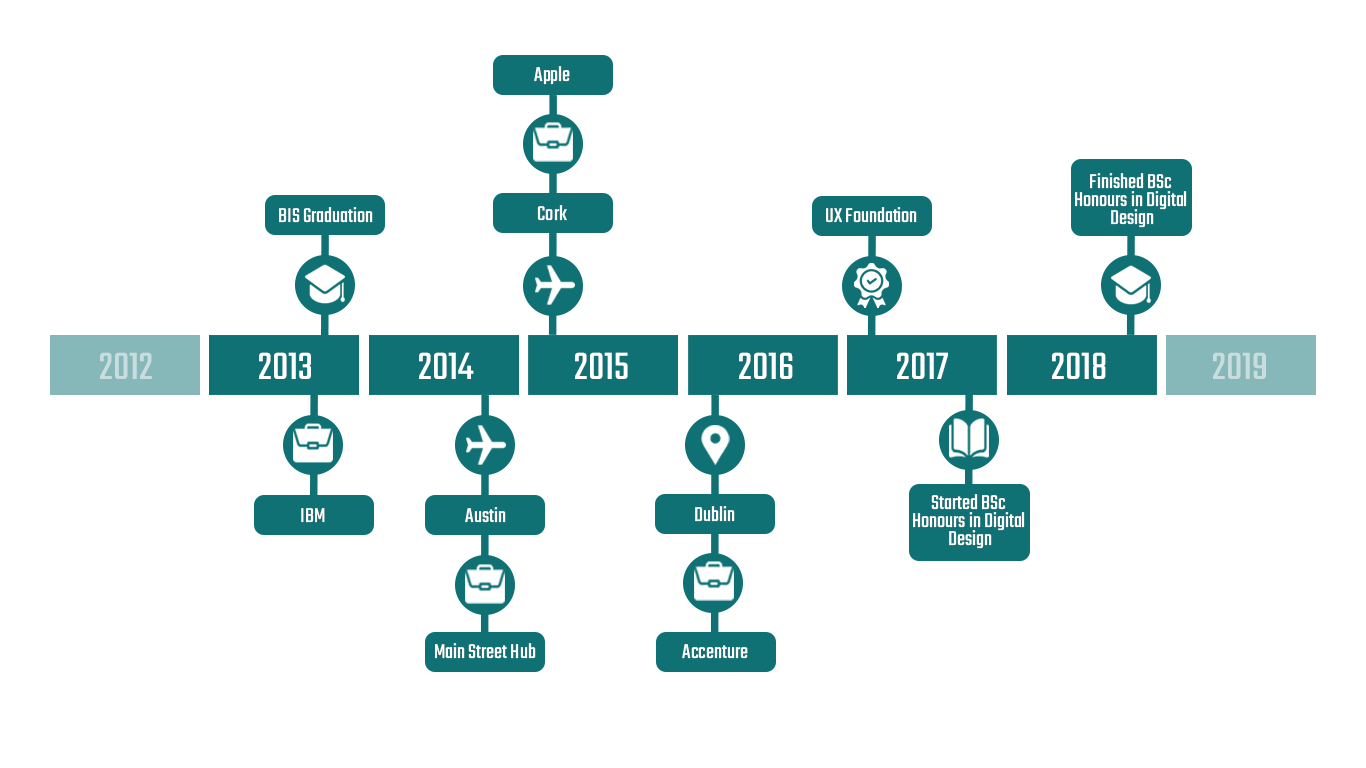 Apple
Cork
BIS Graduation
UX Foundation
Finished BSc
Honours in Digital
Design
2012
2013
2014
2015
2016
2017
2018
2019
IBM
Austin
Main Street Hub
Dublin
Accenture
Started BSc
Honours in Digital
Design